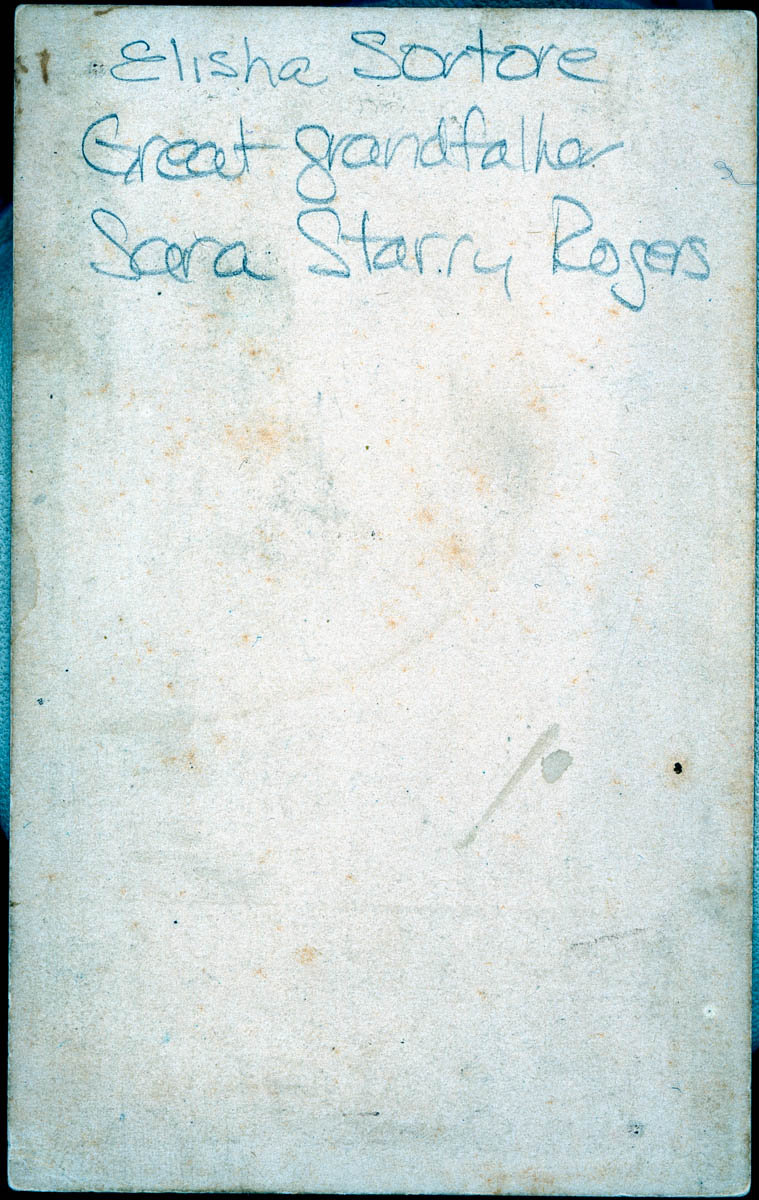 Elisha Sortore
Great grandfather
Sara Starry Rogers